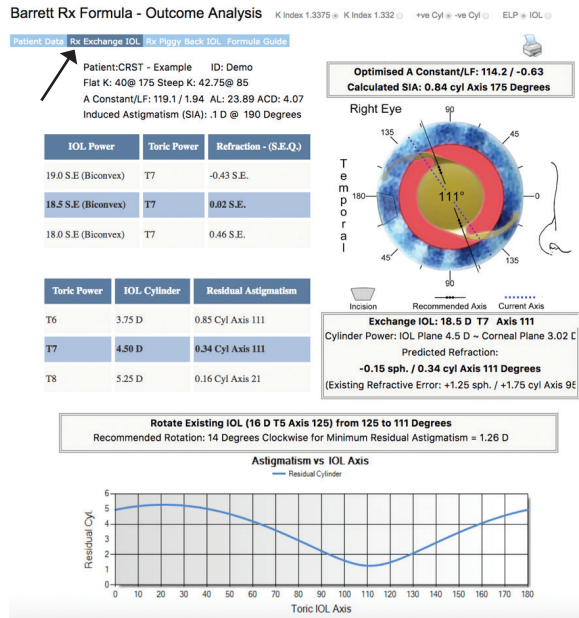 Barrett Rx Formula - Outcome Analysis K Index 1.3375 K Index 1.332 +ve Cyl -ve Cyl ELP IOL
Patient Data Rx Exchange IOL Rx Piggy Back IOL Formula Guide
Patient:CRST - Example ID: Demo
Flat K: 40@ 175 Steep K: 42.75@ 85
A Constant/LF: 119.1 / 1.94 AL: 23.89 ACD: 4.07
Induced Astigmatism (SIA): .1 D @ 190 Degrees
IOL Power Toric Power Refraction - (S.E.Q.)
19.0 S.E (Biconvex) T7 -0.43 S.E.
18.5 S.E (Biconvex) T7 0.02 S.E.
18.0 S.E (Biconvex) T7 0.46 S.E.
Toric Power IOL Cylinder Residual Astigmatism
T6 3.75 D 0.85 Cyl Axis 111
T7 4.50 D 0.34 Cyl Axis 111
T8 5.25 D 0.16 Cyl Axis 21
Optimised A Constant/LF: 114.2 / -0.63
Calculated SIA: 0.84 cyl Axis 175 Degrees
Right Eye
90
135
45
Temporal
180
111°
0
45
135
90
Incision Recommended Axis Current Axis
Exchange IOL: 18.5 D T7 Axis 111
Cylinder Power: IOL Plane 4.5 D ~ Corneal Plane 3.02 D
Predicted Refraction:
-0.15 sph. / 0.34 cyl Axis 111 Degrees
(Existing Refractive Error: +1.25 sph. / +1.75 cyl Axis 95
Rotate Existing IOL (16 D T5 Axis 125) from 125 to 111 Degrees
Recommended Rotation: 14 Degrees Clockwise for Minimum Residual Astigmatism = 1.26 D
Astigmatism vs IOL Axis
Residual Cylinder
Residual Cyl.
6
5
4
3
2
1
0
0 10 20 30 40 50 60 70 80 90 100 110 120 130 140 150 160 170 180
Toric IOL Axis